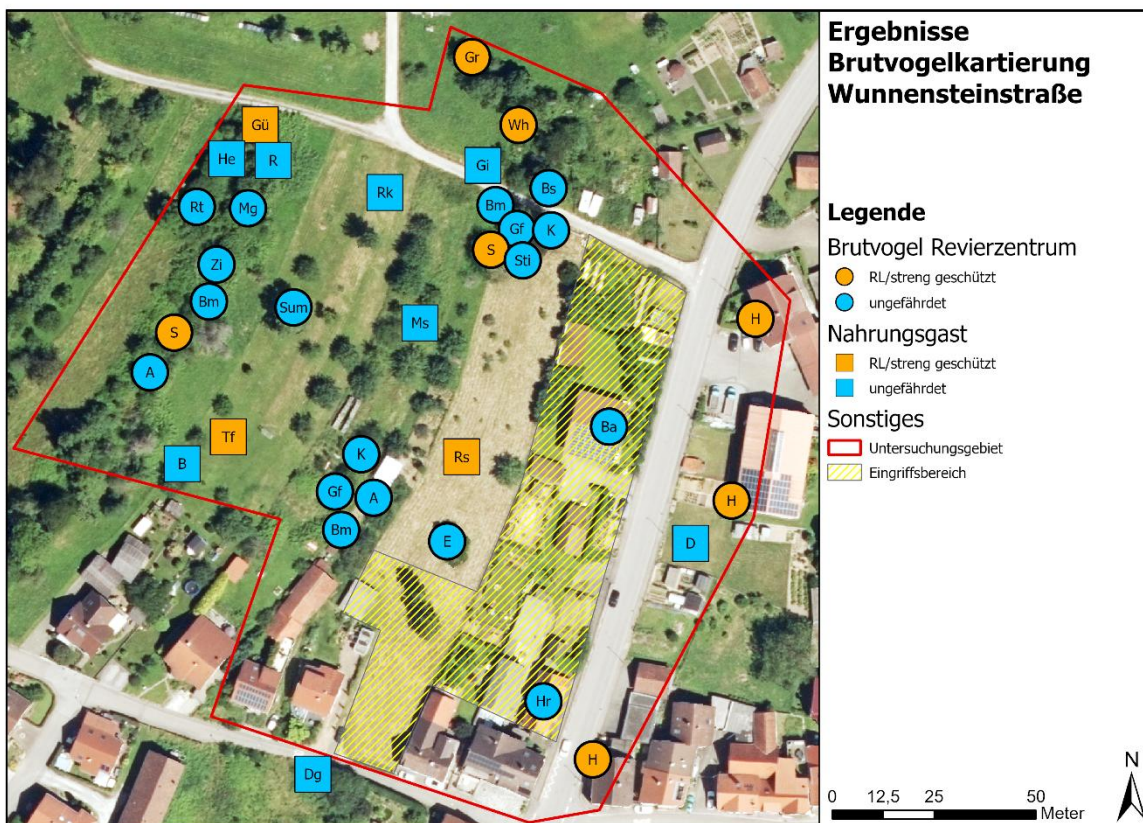 Ergebnisse
Brutvogelkartierung
Wunnensteinstraße
Legende
Brutvogel Revierzentrum
RL/streng geschützt
ungefährdet
Nahrungsgast
RL/streng geschützt
ungefährdet
Sonstiges
Untersuchungsgebiet
Eingriffsbereich
0 12,5 25 50
Meter
N
Gr
Gü
Wh
He
R
Gi
Rk
Bs
Rt
Mg
Bm
Gf
K
S
Sti
Zi
Bm
Sum
Ms
H
S
A
Ba
Tf
B
K
Rs
Gf
A
H
Bm
E
D
Hr
H
Dg